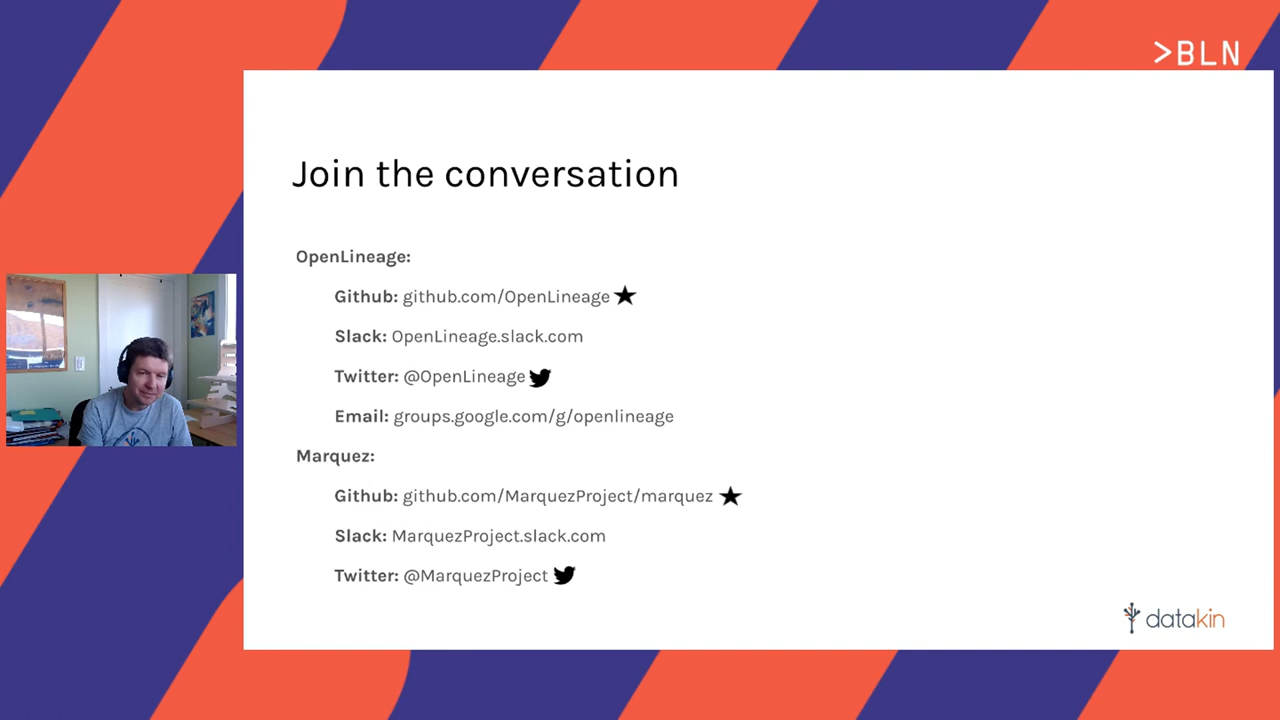 >BLN
Join the conversation
OpenLineage:
Github: github.com/OpenLineage
Slack: OpenLineage.slack.com
Twitter: @OpenLineage
Email: groups.google.com/g/openlineage
Marquez:
Github: github.com/MarquezProject/marquez
Slack: MarquezProject.slack.com
Twitter: @MarquezProject
datakin